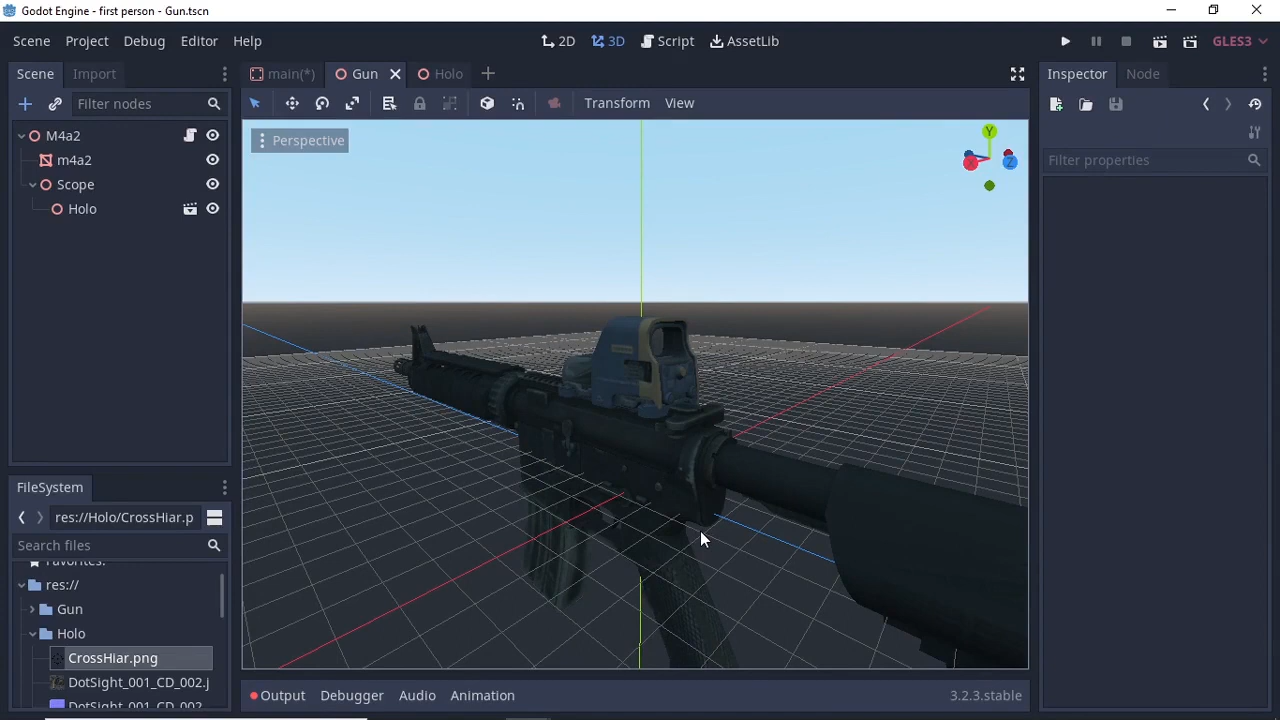 Godot Engine - first person - Gun.tscn
Scene Project Debug Editor Help
2D 3D Script AssetLib
GLES3
Scene Import
main(*) Gun Holo
Inspector Node
Filter nodes
Transform View
M4a2
m4a2
Scope
Holo
Perspective
Y
X
Z
Filter properties
FileSystem
res://Holo/CrossHiar.p
Search files
Favorites:
res://
Gun
Holo
CrossHiar.png
DotSight_001_CD_002.j
DotSight_001_CD_002
Output Debugger Audio Animation
3.2.3.stable